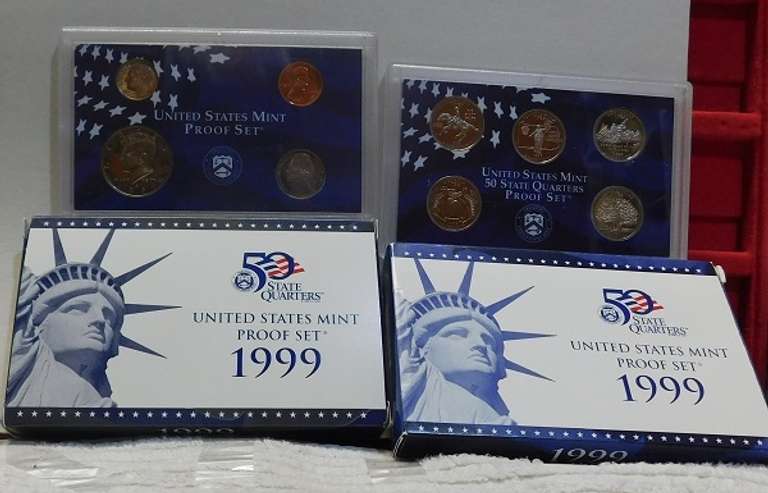 UNITED STATES MINT
PROOF SET®
UNITED STATES MINT
50 STATE QUARTERS
PROOF SET®
50
STATE
QUARTERS
UNITED STATES MINT
PROOF SET®
1999
1999
50
STATE
QUARTERS
UNITED STATES MINT
PROOF SET®
1999
1999